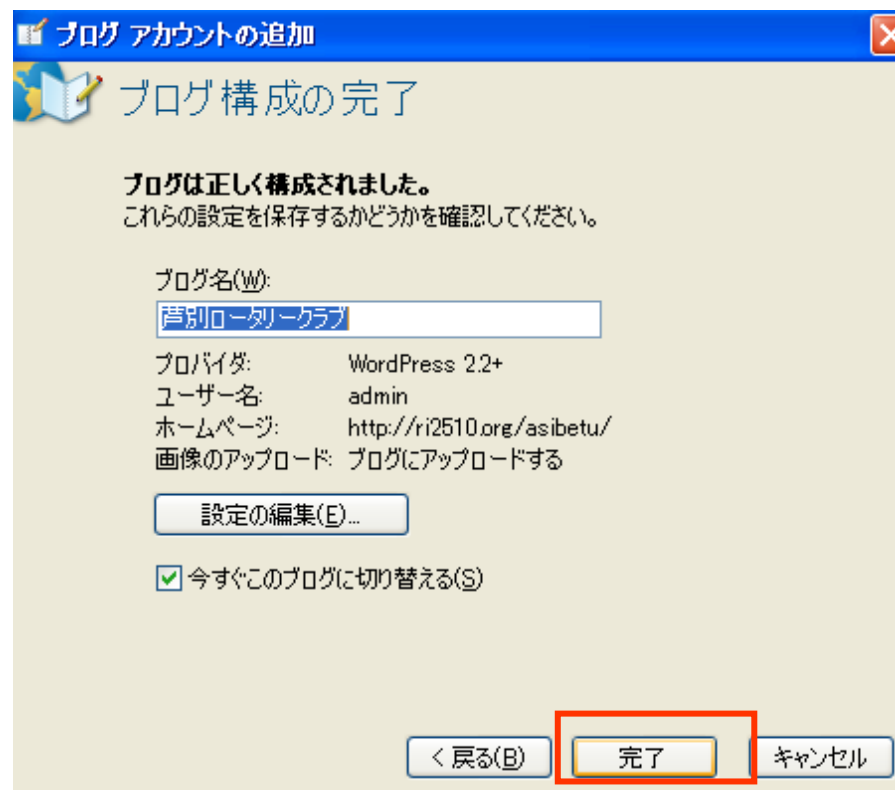 ブログ アカウントの追加
ブログ構成の完了
ブログは正しく構成されました。
これらの設定を保存するかどうかを確認してください。
ブログ名(W):
芦別ロータリークラブ
プロバイダ: WordPress 2.2+
ユーザー名: admin
ホームページ: http://ri2510.org/asibetu/
画像のアップロード: ブログにアップロードする
設定の編集(E)...
今すぐこのブログに切り替える(S)
< 戻る(B) 完了 キャンセル